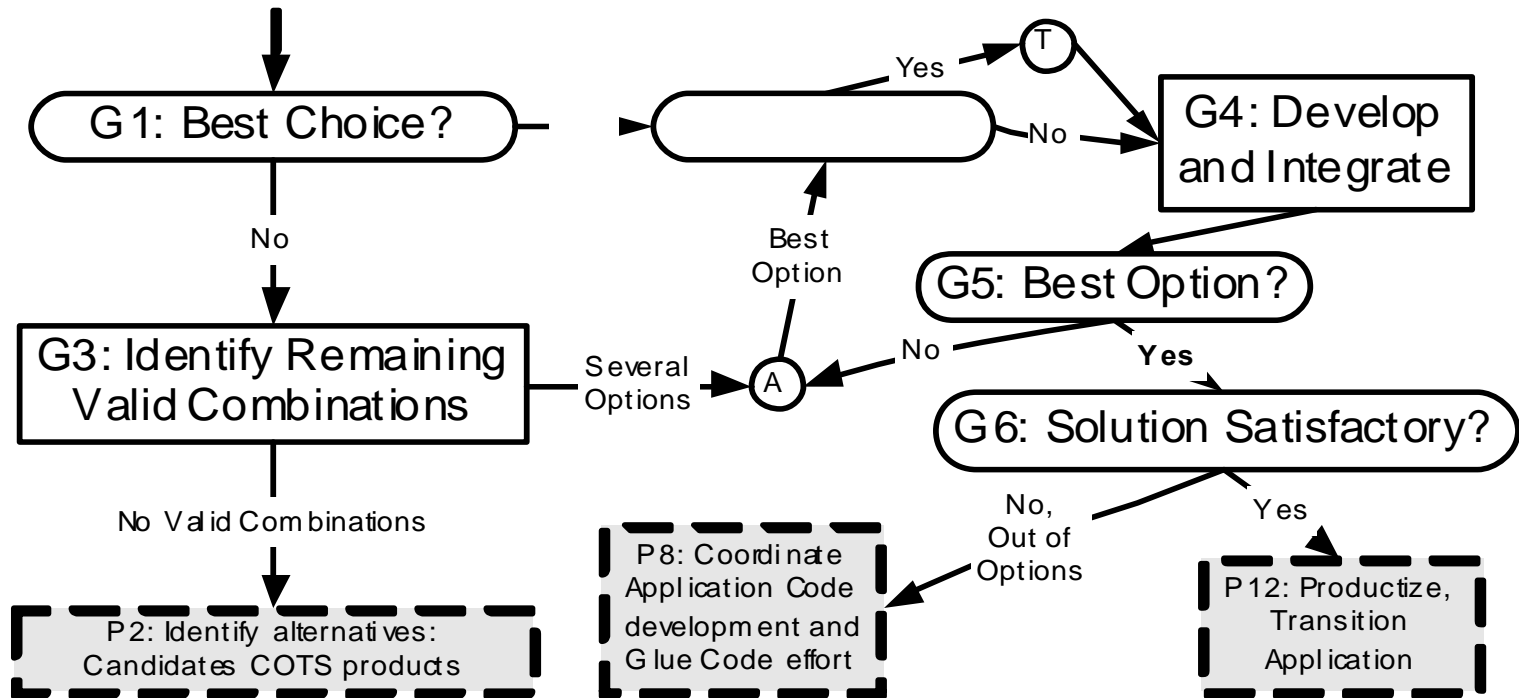 T
Yes
G1: Best Choice?
No
G4: Develop
and Integrate
No
Best
Option
G5: Best Option?
G3: Identify Remaining
Valid Combinations
Several
Options
A
No
Yes
G6: Solution Satisfactory?
No Valid Combinations
No,
Out of
Options
Yes
P2: Identify alternatives:
Candidates COTS products
P8: Coordinate
Application Code
development and
Glue Code effort
P12: Productize,
Transition
Application